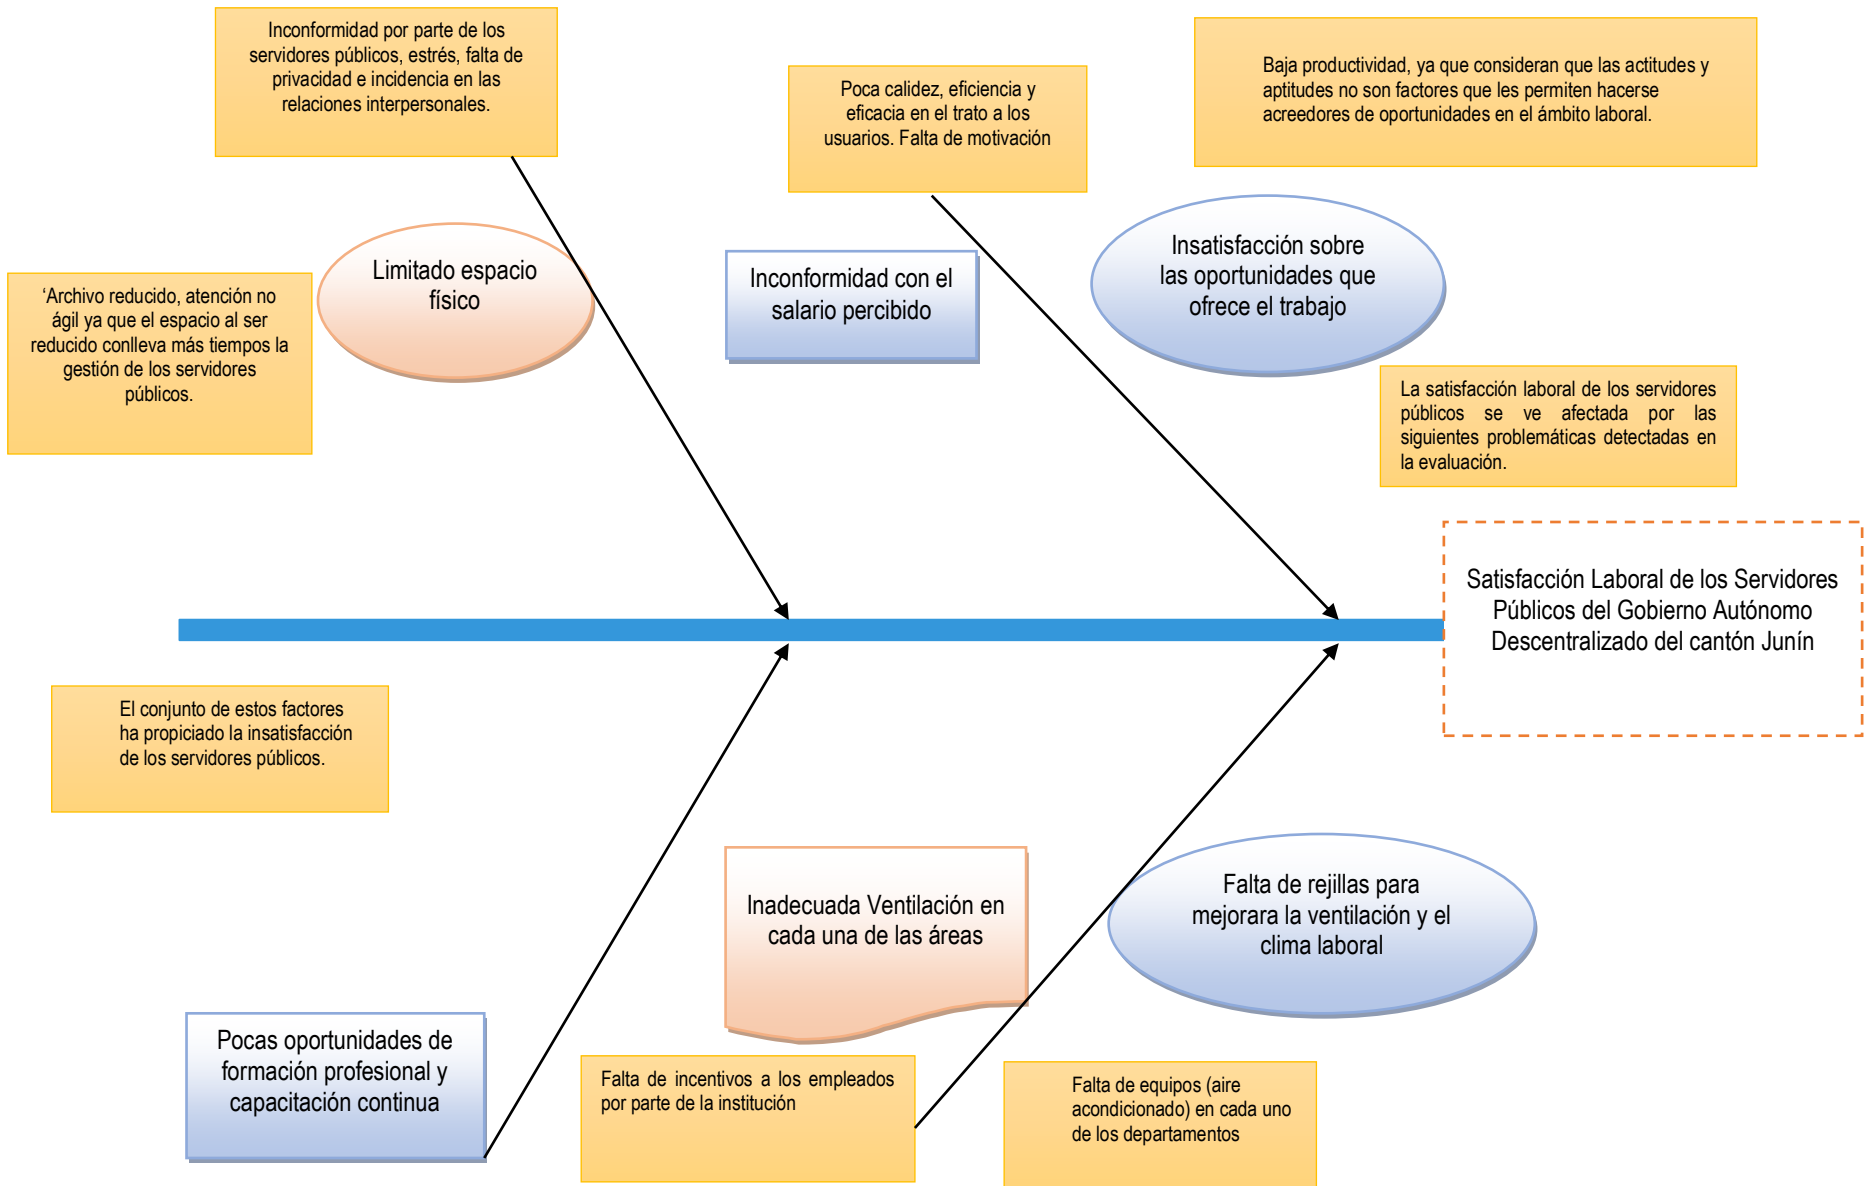 Inconformidad por parte de los
servidores públicos, estrés, falta de
privacidad e incidencia en las
relaciones interpersonales.
Poca calidez, eficiencia y
eficacia en el trato a los
usuarios. Falta de motivación
Baja productividad, ya que consideran que las actitudes y
aptitudes no son factores que les permiten hacerse
acreedores de oportunidades en el ámbito laboral.
‘Archivo reducido, atención no
ágil ya que el espacio al ser
reducido conlleva más tiempos la
gestión de los servidores
públicos.
Limitado espacio
físico
Inconformidad con el
salario percibido
Insatisfacción sobre
las oportunidades que
ofrece el trabajo
La satisfacción laboral de los servidores
públicos se ve afectada por las
siguientes problemáticas detectadas en
la evaluación.
Satisfacción Laboral de los Servidores
Públicos del Gobierno Autónomo
Descentralizado del cantón Junín
El conjunto de estos factores
ha propiciado la insatisfacción
de los servidores públicos.
Inadecuada Ventilación en
cada una de las áreas
Falta de rejillas para
mejorara la ventilación y el
clima laboral
Pocas oportunidades de
formación profesional y
capacitación continua
Falta de incentivos a los empleados
por parte de la institución
Falta de equipos (aire
acondicionado) en cada uno
de los departamentos